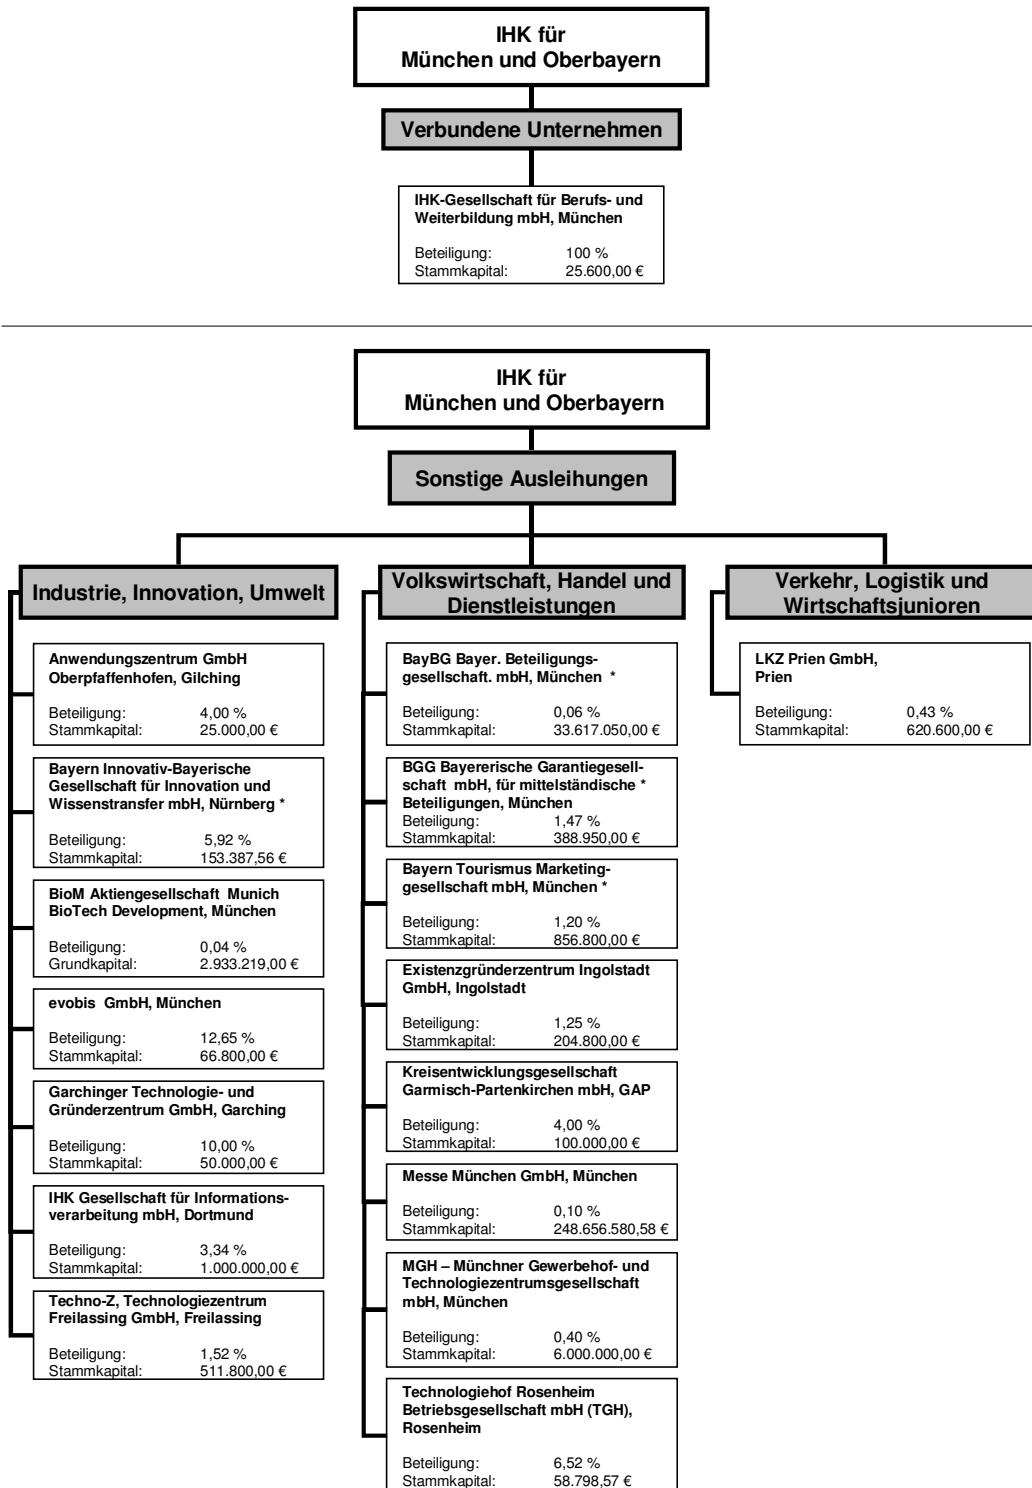 IHK für
München und Oberbayern
Verbundene Unternehmen
IHK-Gesellschaft für Berufs- und
Weiterbildung mbH, München
Beteiligung: 100 %
Stammkapital: 25.600,00 €
IHK für
München und Oberbayern
Sonstige Ausleihungen
Industrie, Innovation, Umwelt
Anwendungszentrum GmbH
Oberpfaffenhofen, Gilching
Beteiligung: 4,00 %
Stammkapital: 25.000,00 €
Bayern Innovativ-Bayerische
Gesellschaft für Innovation und
Wissenstransfer mbH, Nürnberg *
Beteiligung: 5,92 %
Stammkapital: 153.387,56 €
BioM Aktiengesellschaft Munich
BioTech Development, München
Beteiligung: 0,04 %
Grundkapital: 2.933.219,00 €
evobis GmbH, München
Beteiligung: 12,65 %
Stammkapital: 66.800,00 €
Garchinger Technologie- und
Gründerzentrum GmbH, Garching
Beteiligung: 10,00 %
Stammkapital: 50.000,00 €
IHK Gesellschaft für Informations-
verarbeitung mbH, Dortmund
Beteiligung: 3,34 %
Stammkapital: 1.000.000,00 €
Techno-Z, Technologiezentrum
Freilassing GmbH, Freilassing
Beteiligung: 1,52 %
Stammkapital: 511.800,00 €
Volkswirtschaft, Handel und
Dienstleistungen
BayBG Bayer. Beteiligungs-
gesellschaft. mbH, München *
Beteiligung: 0,06 %
Stammkapital: 33.617.050,00 €
BGG Bayererische Garantiegesell-
schaft mbH, für mittelständische *
Beteiligungen, München
Beteiligung: 1,47 %
Stammkapital: 388.950,00 €
Bayern Tourismus Marketing-
gesellschaft mbH, München *
Beteiligung: 1,20 %
Stammkapital: 856.800,00 €
Existenzgründerzentrum Ingolstadt
GmbH, Ingolstadt
Beteiligung: 1,25 %
Stammkapital: 204.800,00 €
Kreisentwicklungsgesellschaft
Garmisch-Partenkirchen mbH, GAP
Beteiligung: 4,00 %
Stammkapital: 100.000,00 €
Messe München GmbH, München
Beteiligung: 0,10 %
Stammkapital: 248.656.580,58 €
MGH – Münchner Gewerbehof- und
Technologiezentrumsgesellschaft
mbH, München
Beteiligung: 0,40 %
Stammkapital: 6.000.000,00 €
Technologiehof Rosenheim
Betriebsgesellschaft mbH (TGH),
Rosenheim
Beteiligung: 6,52 %
Stammkapital: 58.798,57 €
Verkehr, Logistik und
Wirtschaftsjunioren
LKZ Prien GmbH,
Prien
Beteiligung: 0,43 %
Stammkapital: 620.600,00 €